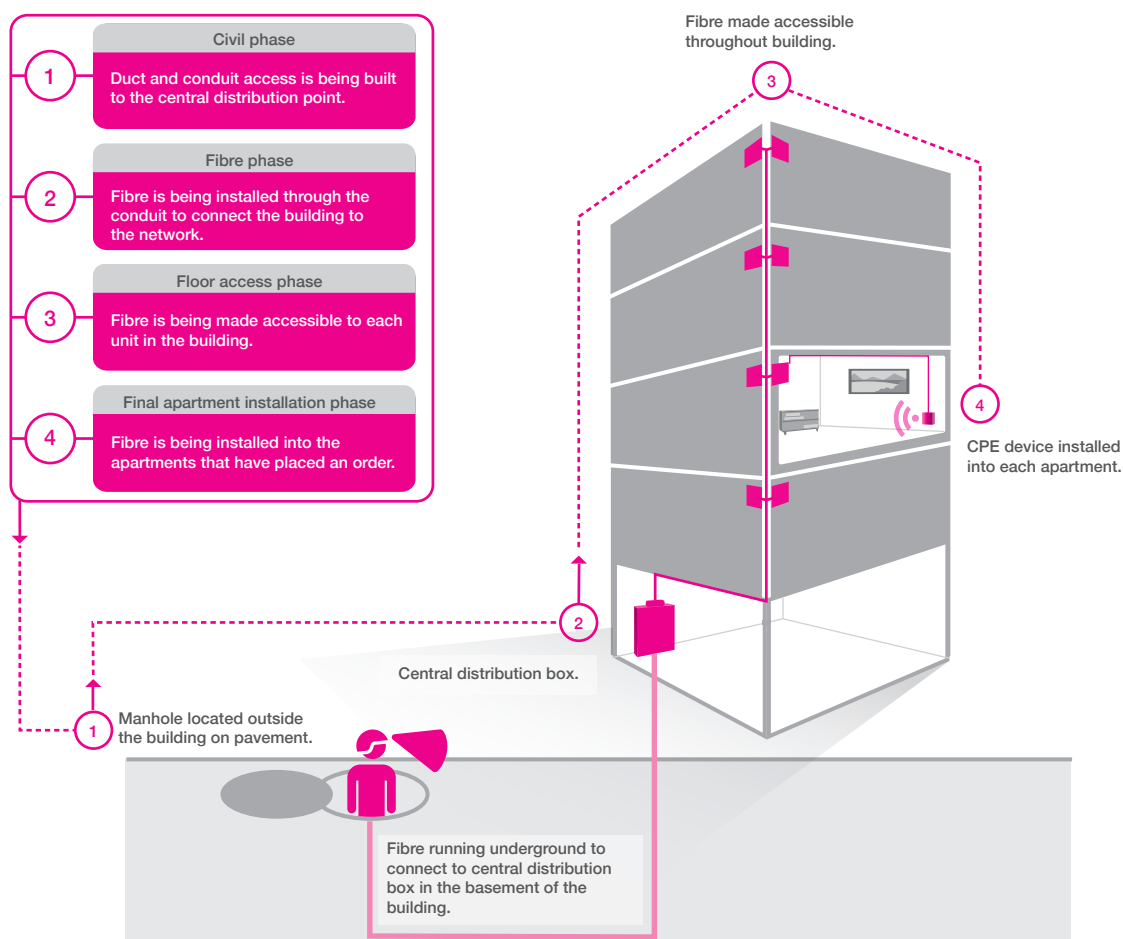 Civil phase
1
Duct and conduit access is being built
to the central distribution point.
Fibre phase
2
Fibre is being installed through the
conduit to connect the building to
the network.
Floor access phase
3
Fibre is being made accessible to each
unit in the building.
Final apartment installation phase
4
Fibre is being installed into the
apartments that have placed an order.
Fibre made accessible
throughout building.
3
4
CPE device installed
into each apartment.
2
Central distribution box.
1
Manhole located outside
the building on pavement.
Fibre running underground to
connect to central distribution
box in the basement of the
building.